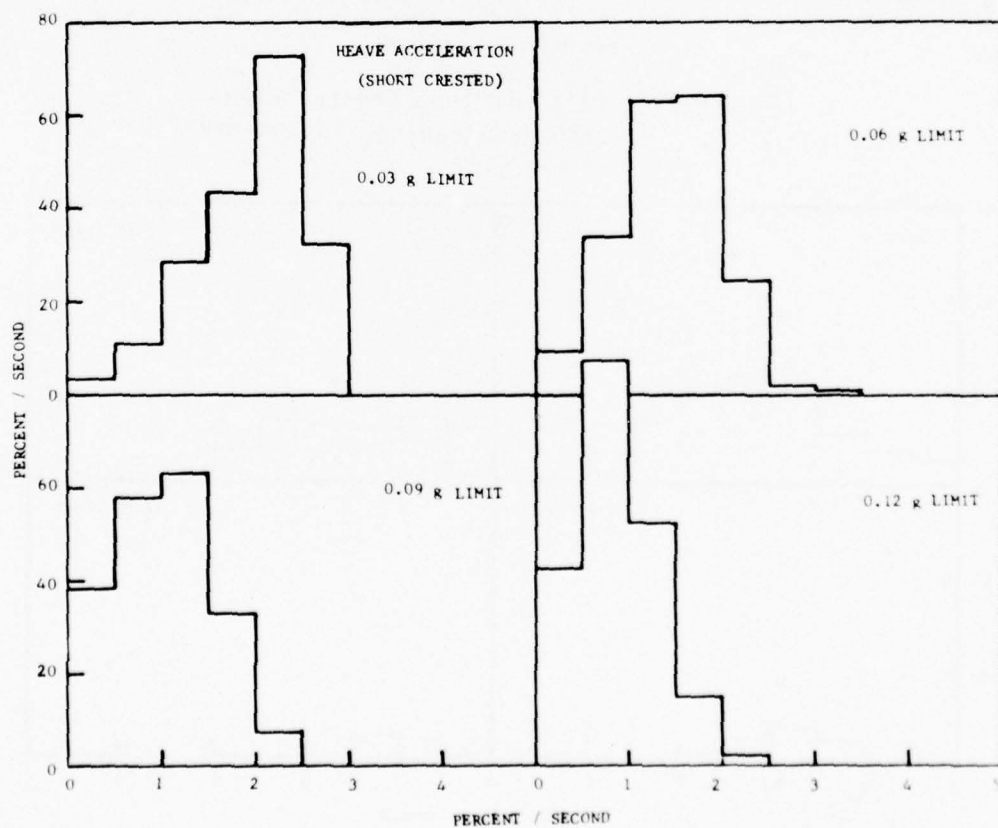 80
HEAVE ACCELERATION
(SHORT CRESTED)
60
0.06 g LIMIT
0.03 g LIMIT
40
20
0
PERCENT / SECOND
60
0.09 g LIMIT
0.12 g LIMIT
40
20
0
0 1 2 3 4 0 1 2 3 4
PERCENT / SECOND